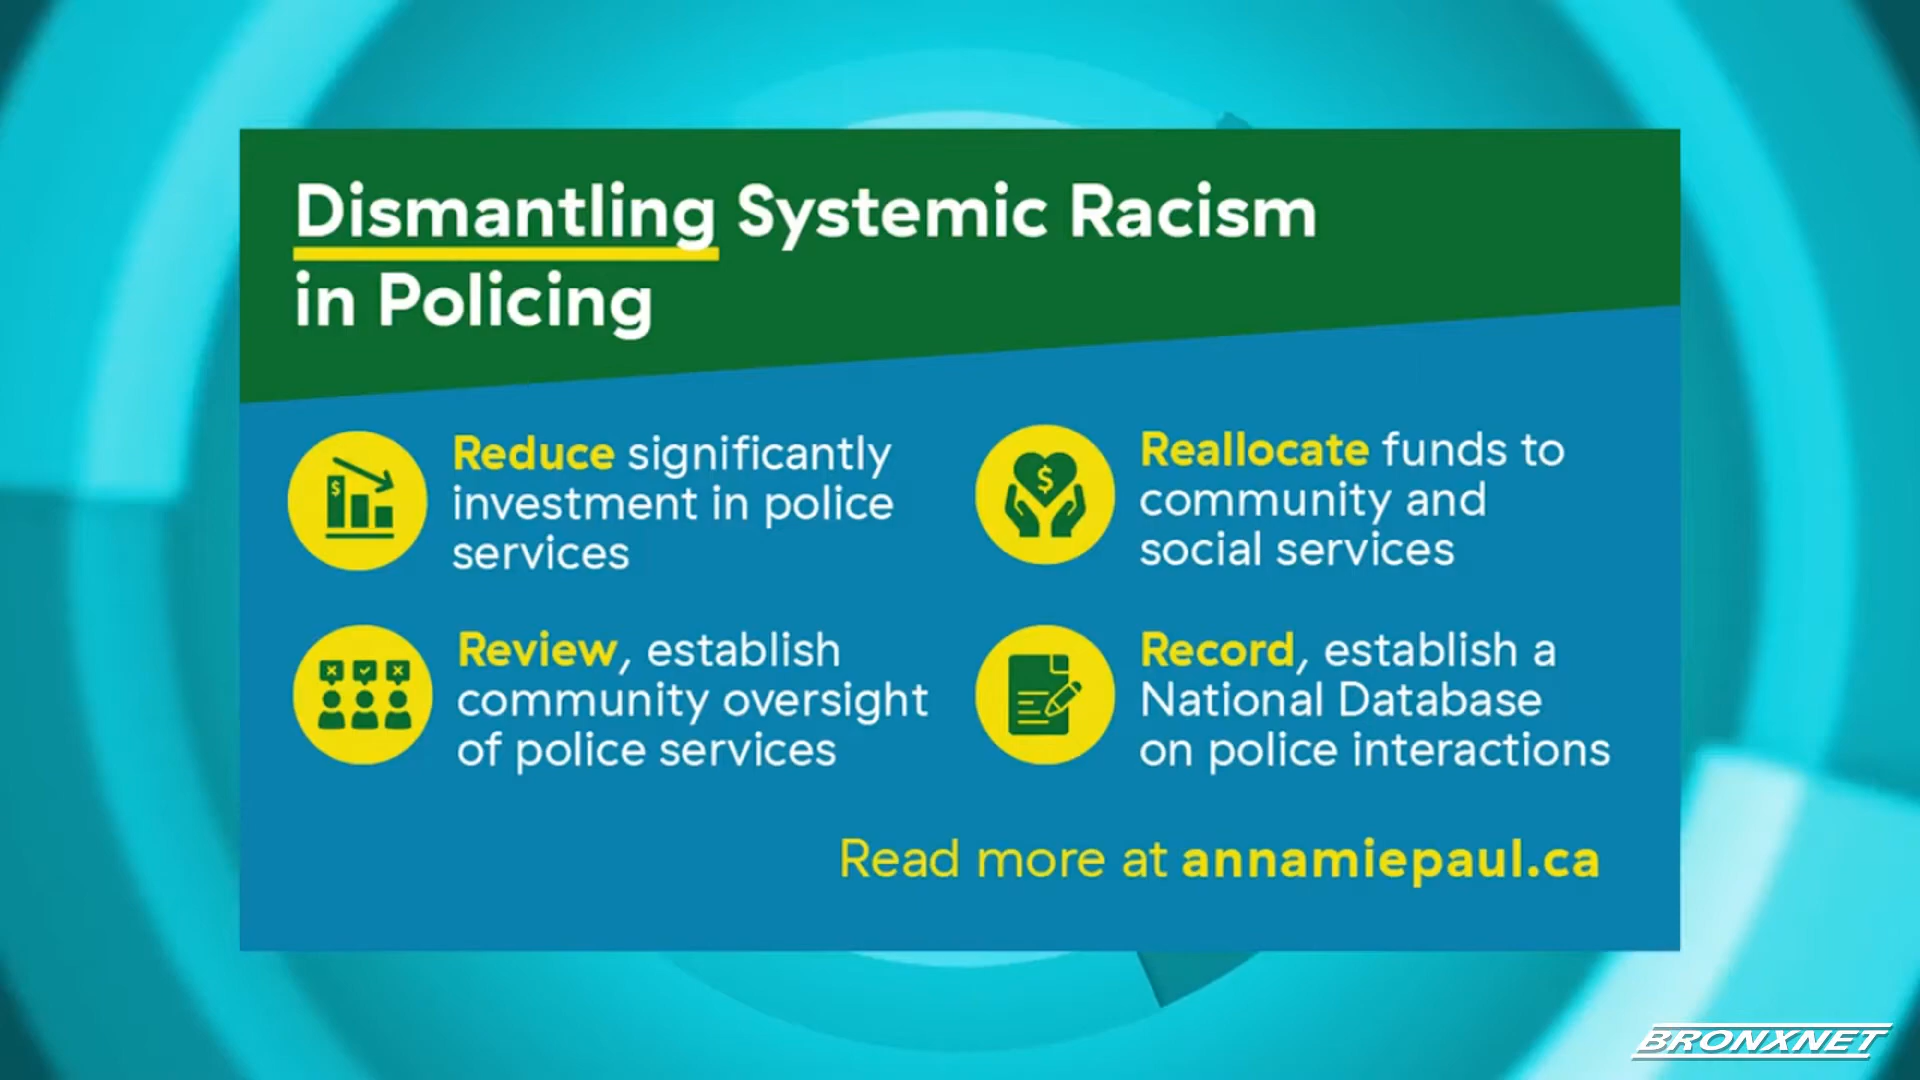 Dismantling Systemic Racism
in Policing
Reduce significantly
investment in police
services
Reallocate funds to
community and
social services
Review, establish
community oversight
of police services
Record, establish a
National Database
on police interactions
Read more at annamiepaul.ca
BRONXNET